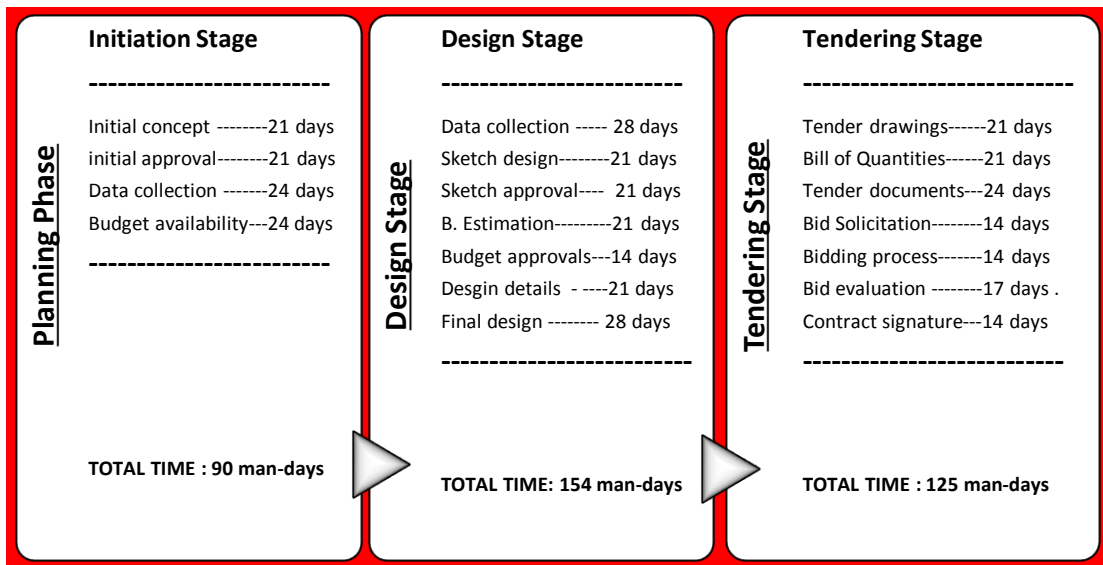 Planning Phase
Initiation Stage
-------------------------
Initial concept --------21 days
initial approval--------21 days
Data collection -------24 days
Budget availability---24 days
-------------------------
TOTAL TIME : 90 man-days
Design Stage
Design Stage
-------------------------
Data collection ----- 28 days
Sketch design--------21 days
Sketch approval---- 21 days
B. Estimation---------21 days
Budget approvals---14 days
Desgin details - ----21 days
Final design -------- 28 days
--------------------------
TOTAL TIME: 154 man-days
Tendering Stage
Tendering Stage
----------------------------
Tender drawings------21 days
Bill of Quantities------21 days
Tender documents---24 days
Bid Solicitation--------14 days
Bidding process-------14 days
Bid evaluation --------17 days .
Contract signature---14 days
---------------------------
TOTAL TIME : 125 man-days